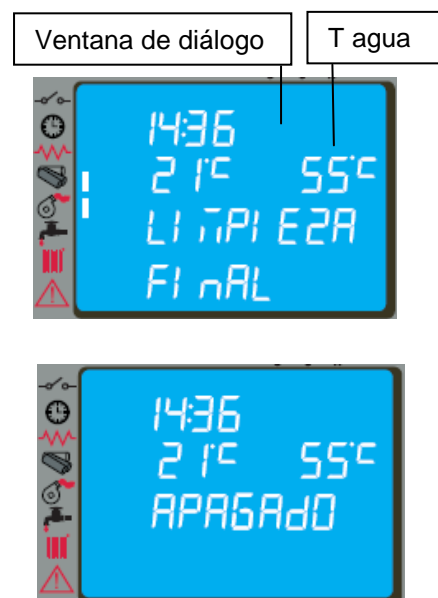 Ventana de diálogo
T agua
14:36
21°C 55°C
LIMPIEZA
FINAL
14:36
21°C 55°C
APAGADO